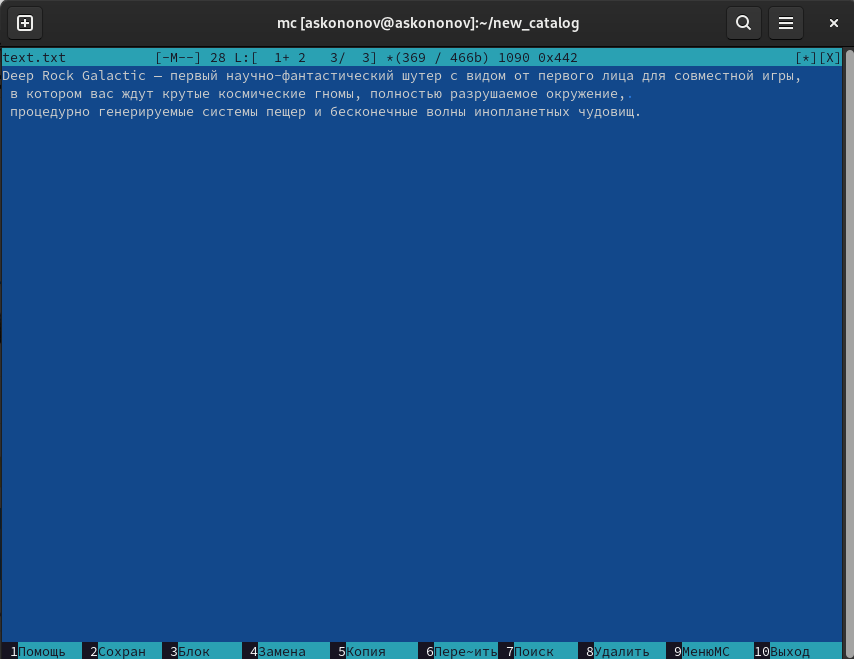 mc [askononov@askononov]:~/new_catalog
text.txt [-M--] 28 L:[ 1+ 2 3/ 3] *(369 / 466b) 1090 0x442 [*][X]
Deep Rock Galactic — первый научно-фантастический шутер с видом от первого лица для совместной игры,
в котором вас ждут крутые космические гномы, полностью разрушаемое окружение,.
процедурно генерируемые системы пещер и бесконечные волны инопланетных чудовищ.
1Помощь 2Сохран 3Блок 4Замена 5Копия 6Пере~ить 7Поиск 8Удалить 9МенюMC 10Выход